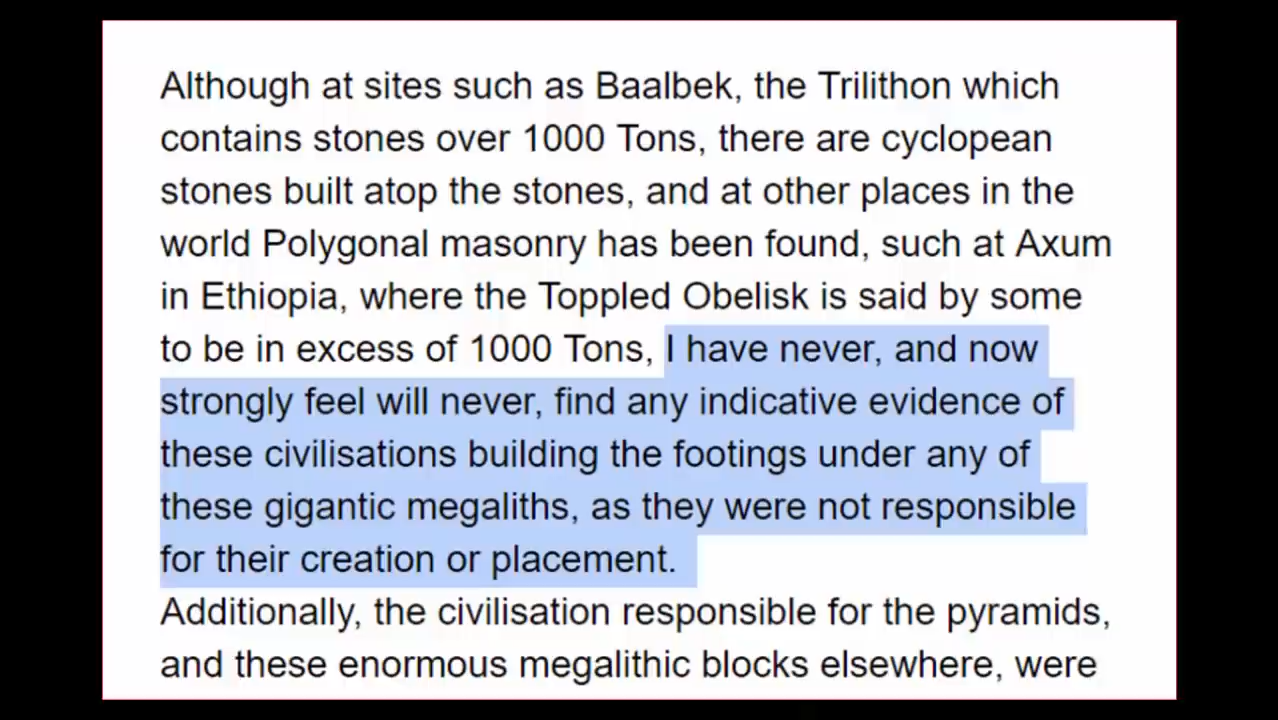 Although at sites such as Baalbek, the Trilithon which
contains stones over 1000 Tons, there are cyclopean
stones built atop the stones, and at other places in the
world Polygonal masonry has been found, such at Axum
in Ethiopia, where the Toppled Obelisk is said by some
to be in excess of 1000 Tons, I have never, and now
strongly feel will never, find any indicative evidence of
these civilisations building the footings under any of
these gigantic megaliths, as they were not responsible
for their creation or placement.
Additionally, the civilisation responsible for the pyramids,
and these enormous megalithic blocks elsewhere, were